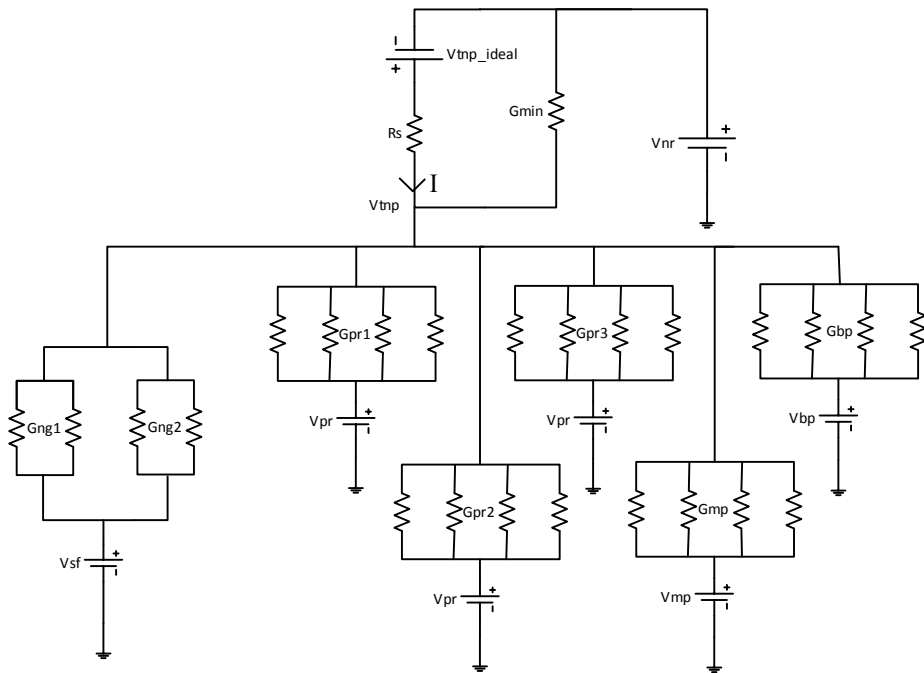 Vtnp_ideal
Gmin
Rs
Vnr
I
Vtnp
Gpr1
Gpr3
Gbp
Gng1
Gng2
Vpr
Vpr
Vbp
Gpr2
Gmp
Vsf
Vpr
Vmp